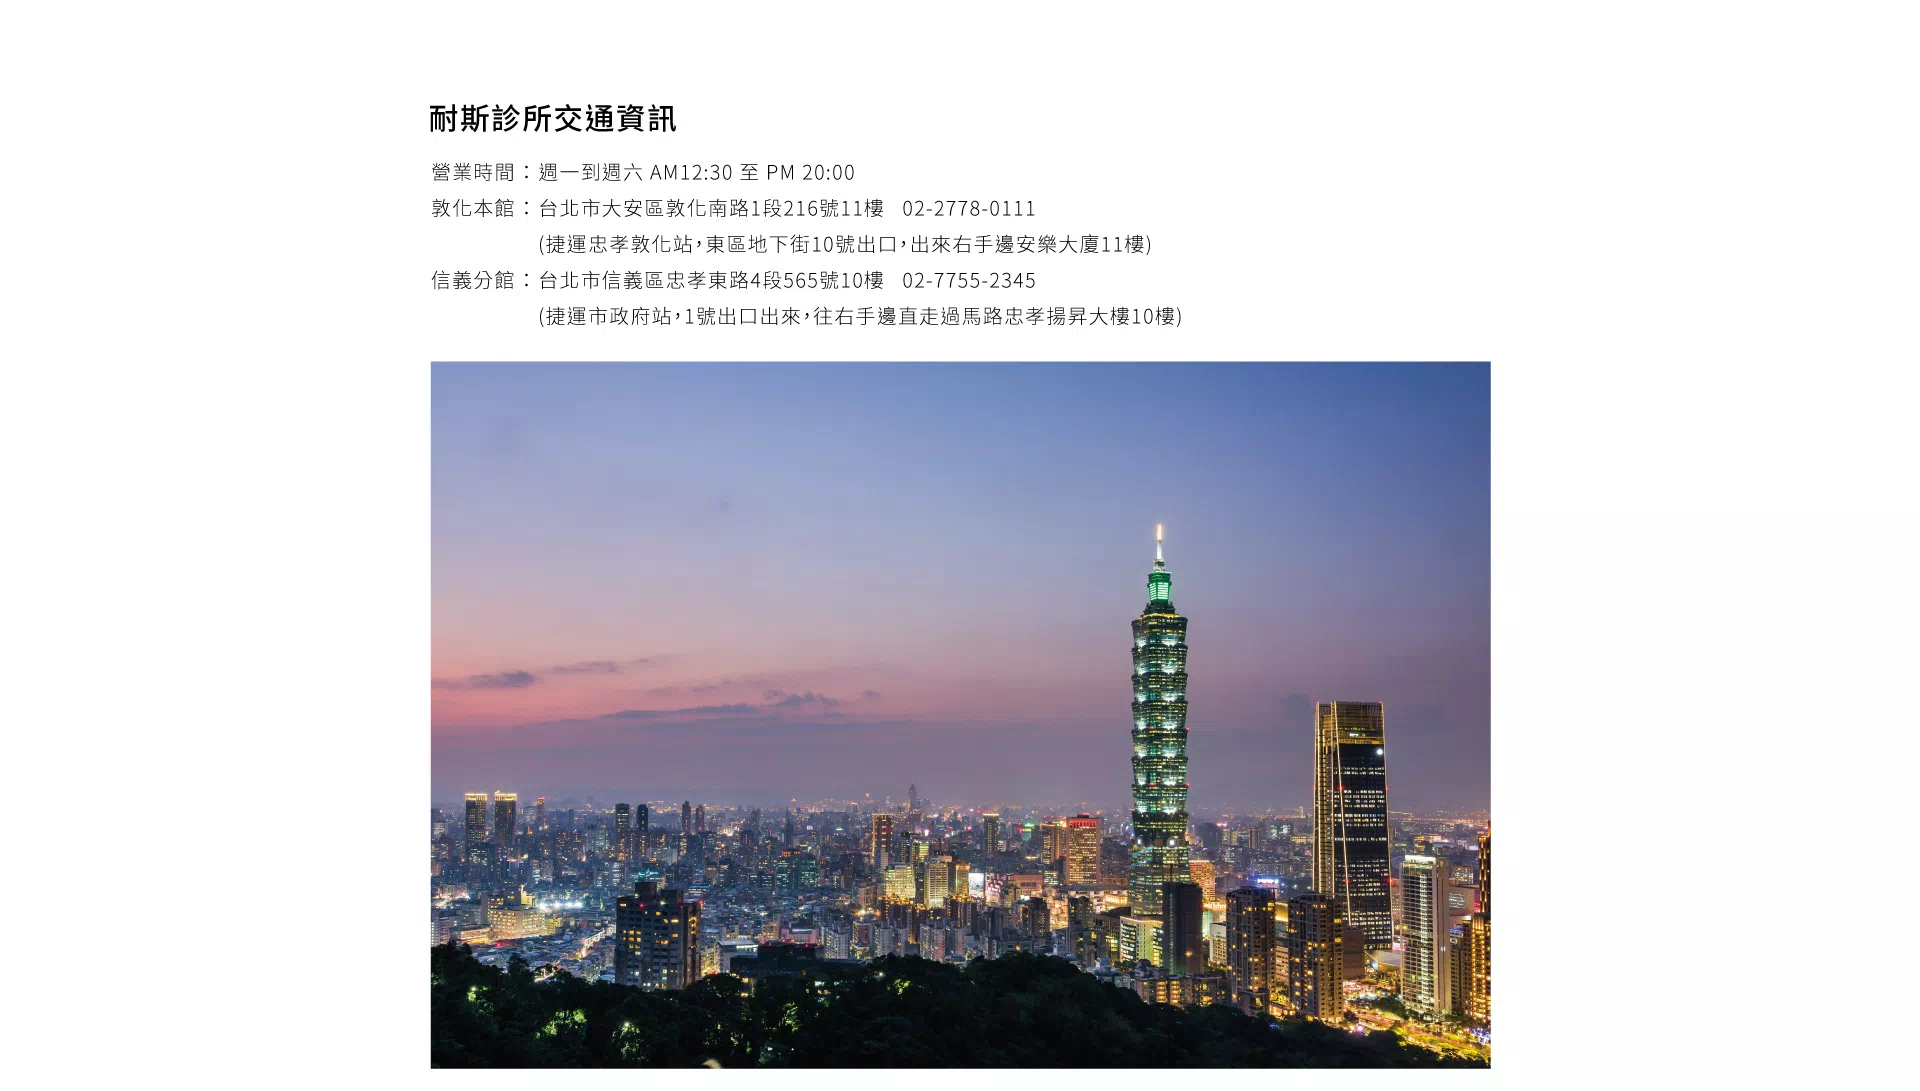 耐斯診所交通資訊
營業時間：週一到週六 AM12:30 至 PM 20:00
敦化本館：台北市大安區敦化南路1段216號11樓 02-2778-0111
(捷運忠孝敦化站，東區地下街10號出口，出來右手邊安樂大廈11樓)
信義分館：台北市信義區忠孝東路4段565號10樓 02-7755-2345
(捷運市政府站，1號出口出來，往右手邊直走過馬路忠孝揚昇大樓10樓)